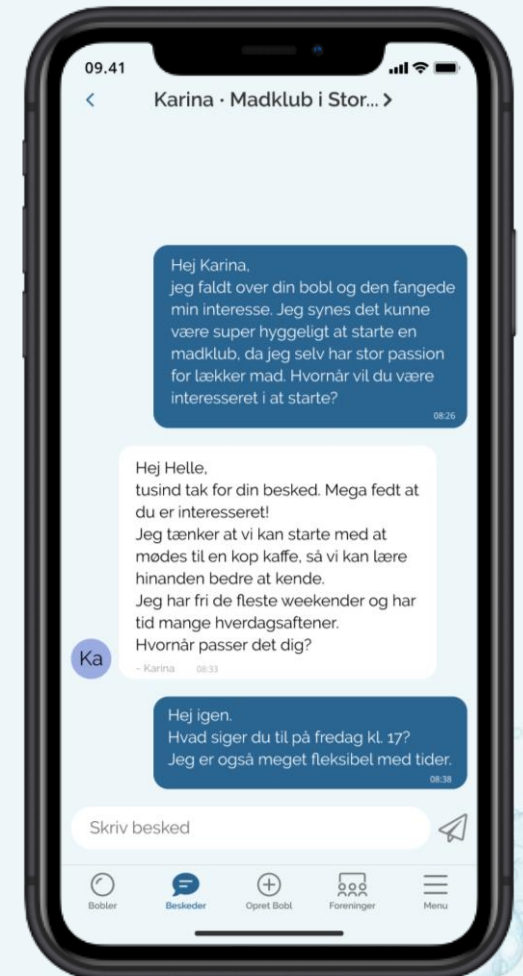 09.41
Karina · Madklub i Stor...
Hej Karina,
jeg faldt over din bobl og den fangede
min interesse. Jeg synes det kunne
være super hyggeligt at starte en
madklub, da jeg selv har stor passion
for lækker mad. Hvornår vil du være
interesseret i at starte?
08:26
Hej Helle,
tusind tak for din besked. Mega fedt at
du er interesseret!
Jeg tænker at vi kan starte med at
mødes til en kop kaffe, så vi kan lære
hinanden bedre at kende.
Jeg har fri de fleste weekender og har
tid mange hverdagsaftener.
Hvornår passer det dig?
Ka
- Karina 08:33
Hej igen.
Hvad siger du til på fredag kl. 17?
Jeg er også meget fleksibel med tider.
08:38
Skriv besked
Bobler Beskeder Opret Bobl Foreninger Menu